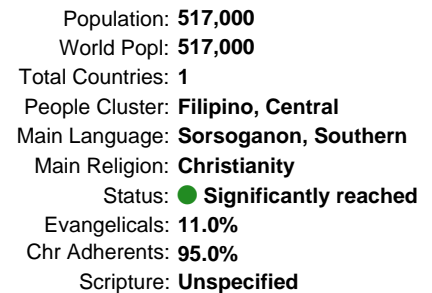 Population: 517,000
World Popl: 517,000
Total Countries: 1
People Cluster: Filipino, Central
Main Language: Sorsoganon, Southern
Main Religion: Christianity
Status: Significantly reached
Evangelicals: 11.0%
Chr Adherents: 95.0%
Scripture: Unspecified